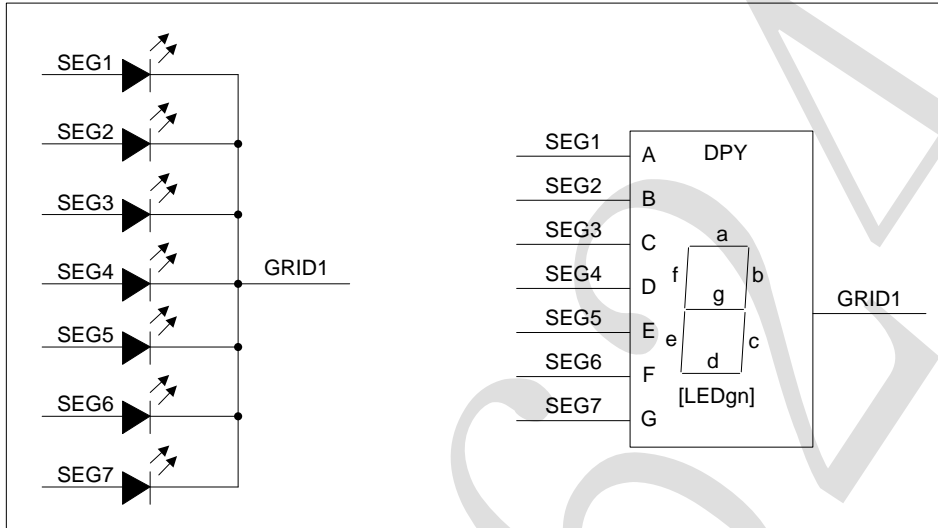 SEG1
SEG2
SEG3
SEG4
GRID1
SEG5
SEG6
SEG7
SEG1
A
DPY
SEG2
B
SEG3
C
a
SEG4
D
f
b
g
GRID1
SEG5
E
e
c
SEG6
F
d
[LEDgn]
SEG7
G